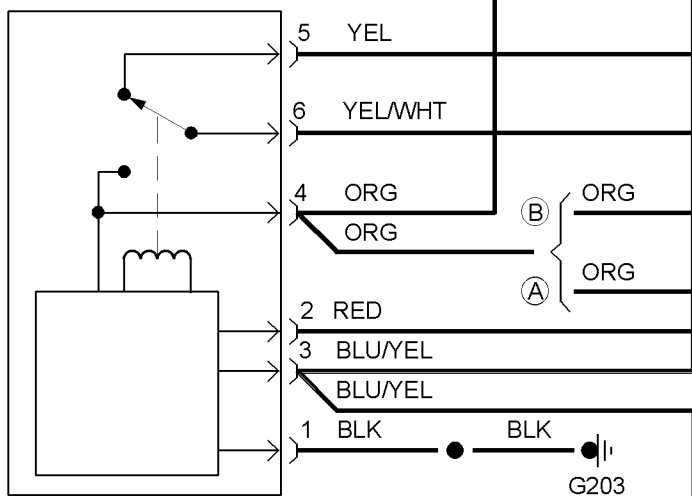 5 YEL
6 YEL/WHT
4 ORG
B ORG
ORG
A ORG
2 RED
3 BLU/YEL
BLU/YEL
1 BLK BLK
G203